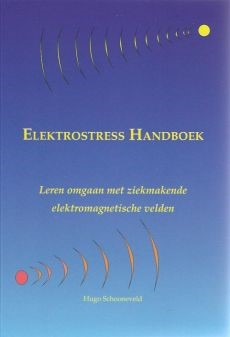 ELEKTROSTRESS HANDBOEK
Leren omgaan met ziekmakende
elektromagnetische velden
Hugo Schooneveld